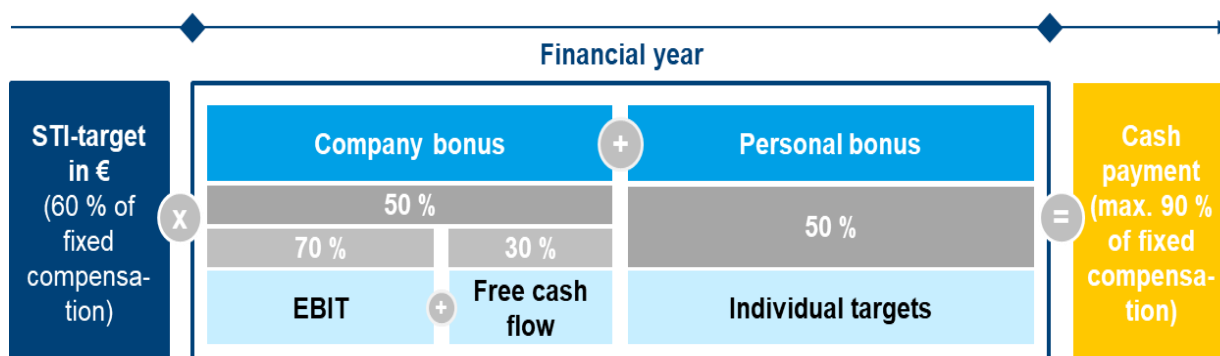 Financial year
STI-target
in €
(60 % of
fixed
compensa-
tion)
x
Company bonus
+
Personal bonus
50 %
50 %
70 %
30 %
EBIT
+
Free cash
flow
Individual targets
=
Cash
payment
(max. 90 %
of fixed
compensa-
tion)